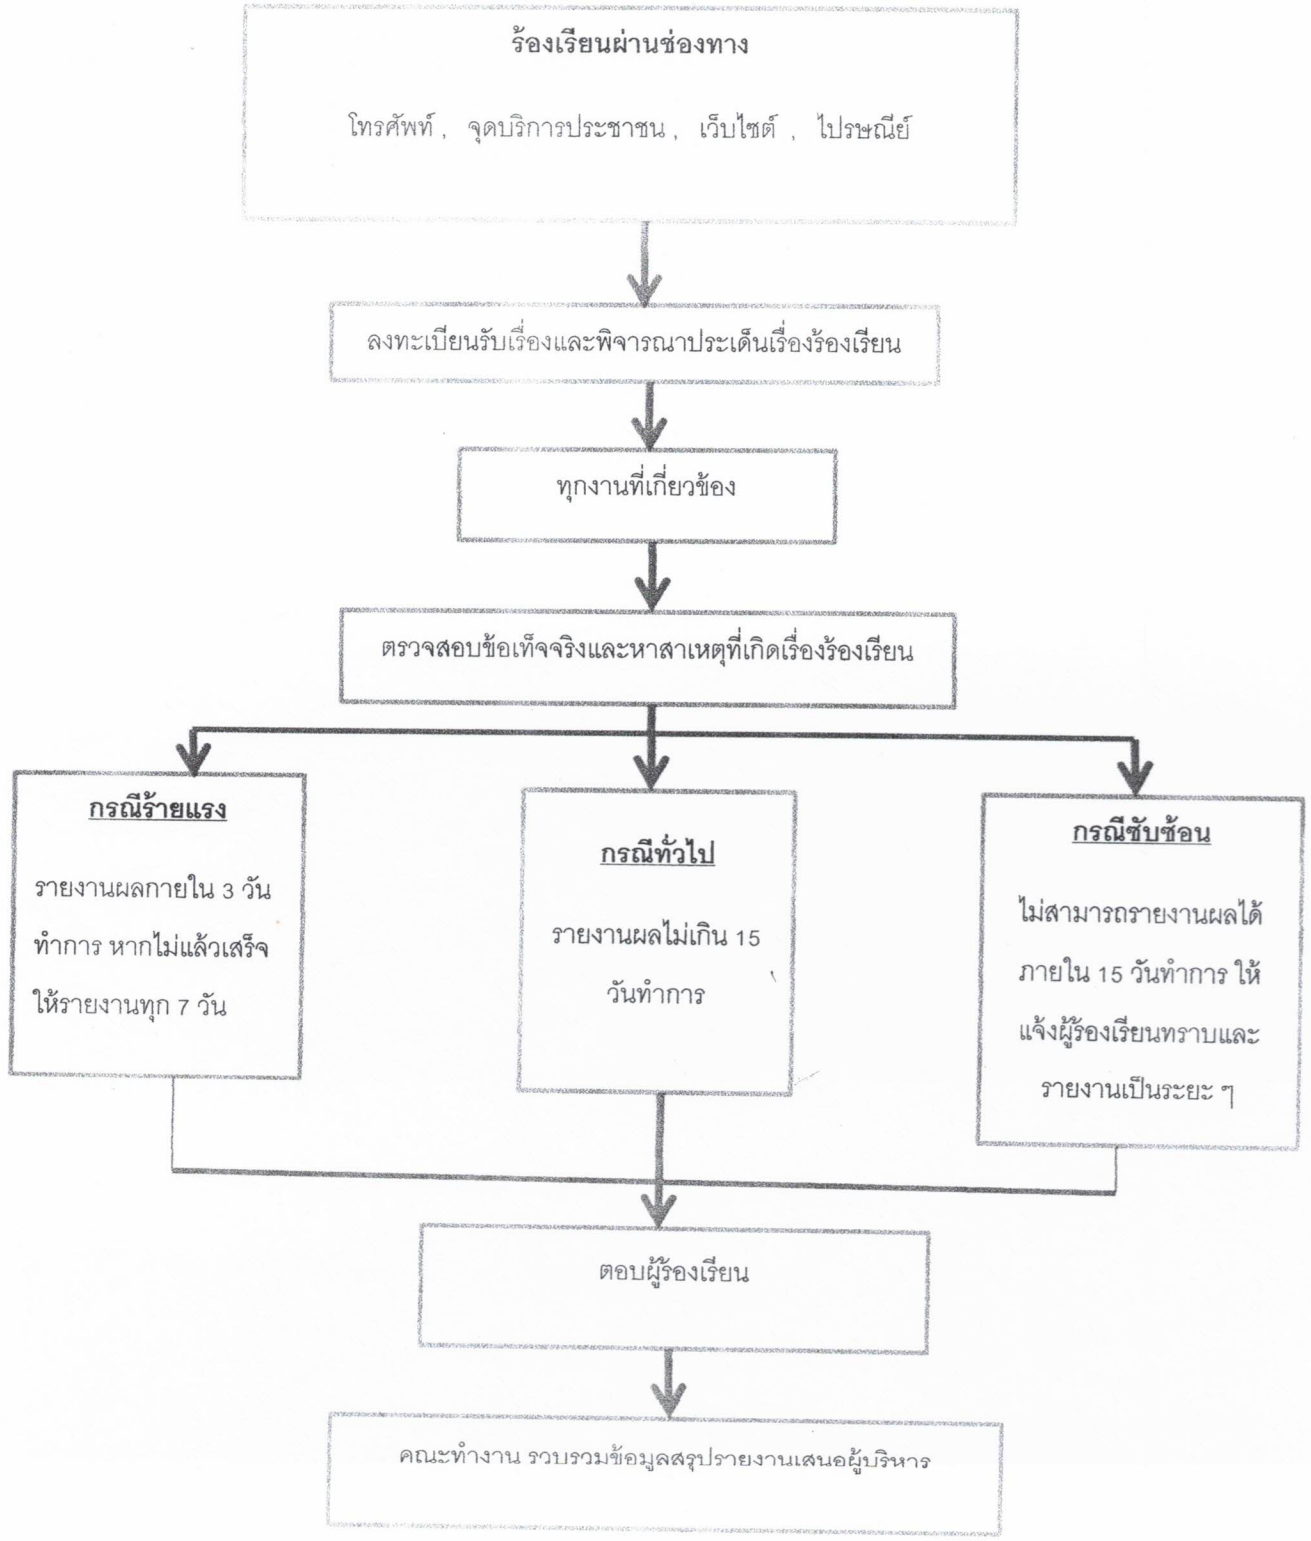 ร้องเรียนผ่านช่องทาง
โทรศัพท์ , จุดบริการประชาชน , เว็บไซต์ , ไปรษณีย์
ลงทะเบียนรับเรื่องและพิจารณาประเด็นเรื่องร้องเรียน
ทุกงานที่เกี่ยวข้อง
ตรวจสอบข้อเท็จจริงและหาสาเหตุที่เกิดเรื่องร้องเรียน
กรณีร้ายแรง
รายงานผลภายใน 3 วัน
ทำการ หากไม่แล้วเสร็จ
ให้รายงานทุก 7 วัน
กรณีทั่วไป
รายงานผลไม่เกิน 15
วันทำการ
กรณีซับซ้อน
ไม่สามารถรายงานผลได้
ภายใน 15 วันทำการ ให้
แจ้งผู้ร้องเรียนทราบและ
รายงานเป็นระยะ ๆ
ตอบผู้ร้องเรียน
คณะทำงาน รวบรวมข้อมูลสรุปรายงานเสนอผู้บริหาร